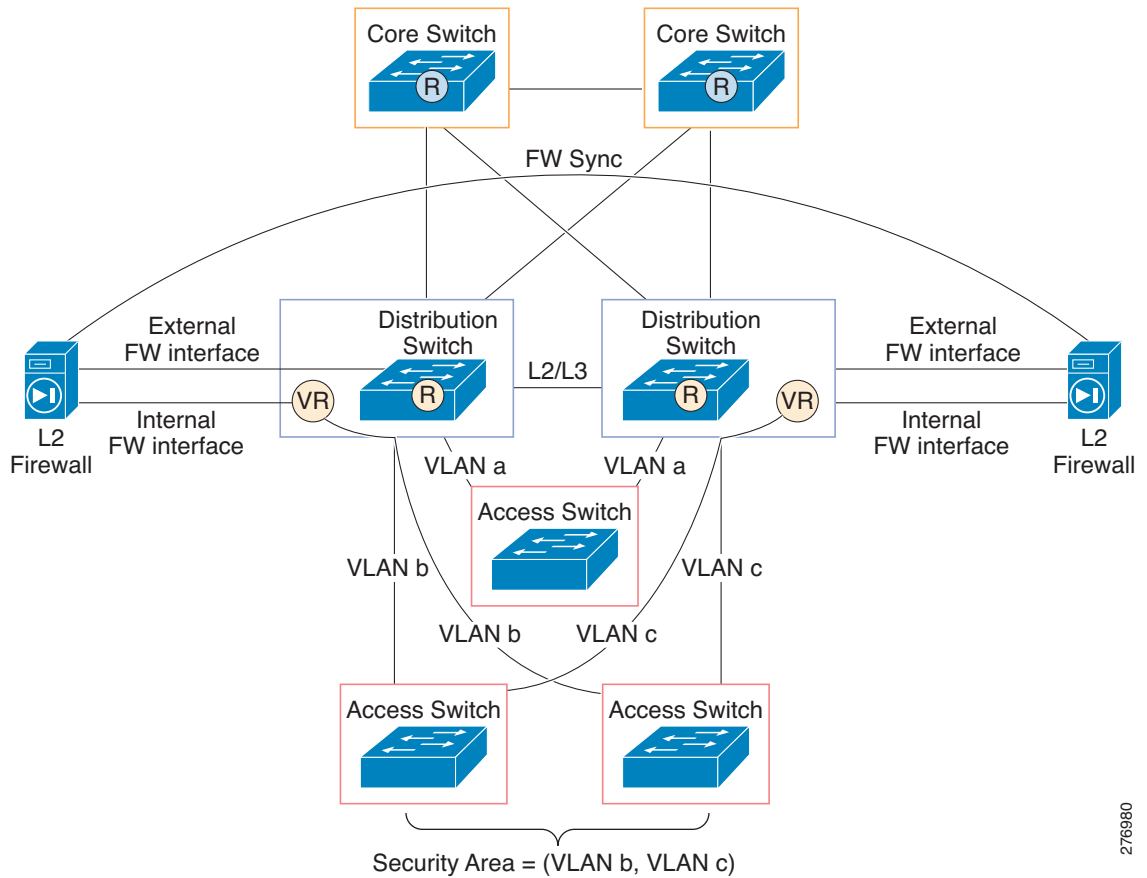 Core Switch
Core Switch
R
R
FW Sync
Distribution
Switch
Distribution
Switch
External
FW interface
External
FW interface
L2/L3
R
R
VR
VR
Internal
FW interface
Internal
FW interface
L2
Firewall
L2
Firewall
VLAN a
VLAN a
Access Switch
VLAN b
VLAN c
VLAN b
VLAN c
Access Switch
Access Switch
Security Area = (VLAN b, VLAN c)
276980